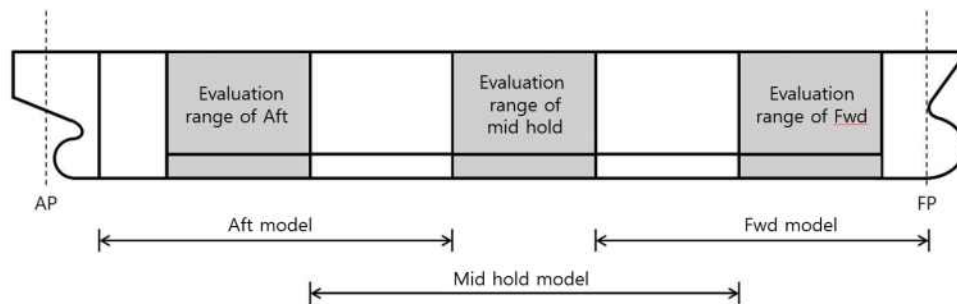 Evaluation
range of Aft
Evaluation
range of
mid hold
Evaluation
range of Fwd
AP
FP
Aft model
Fwd model
Mid hold model